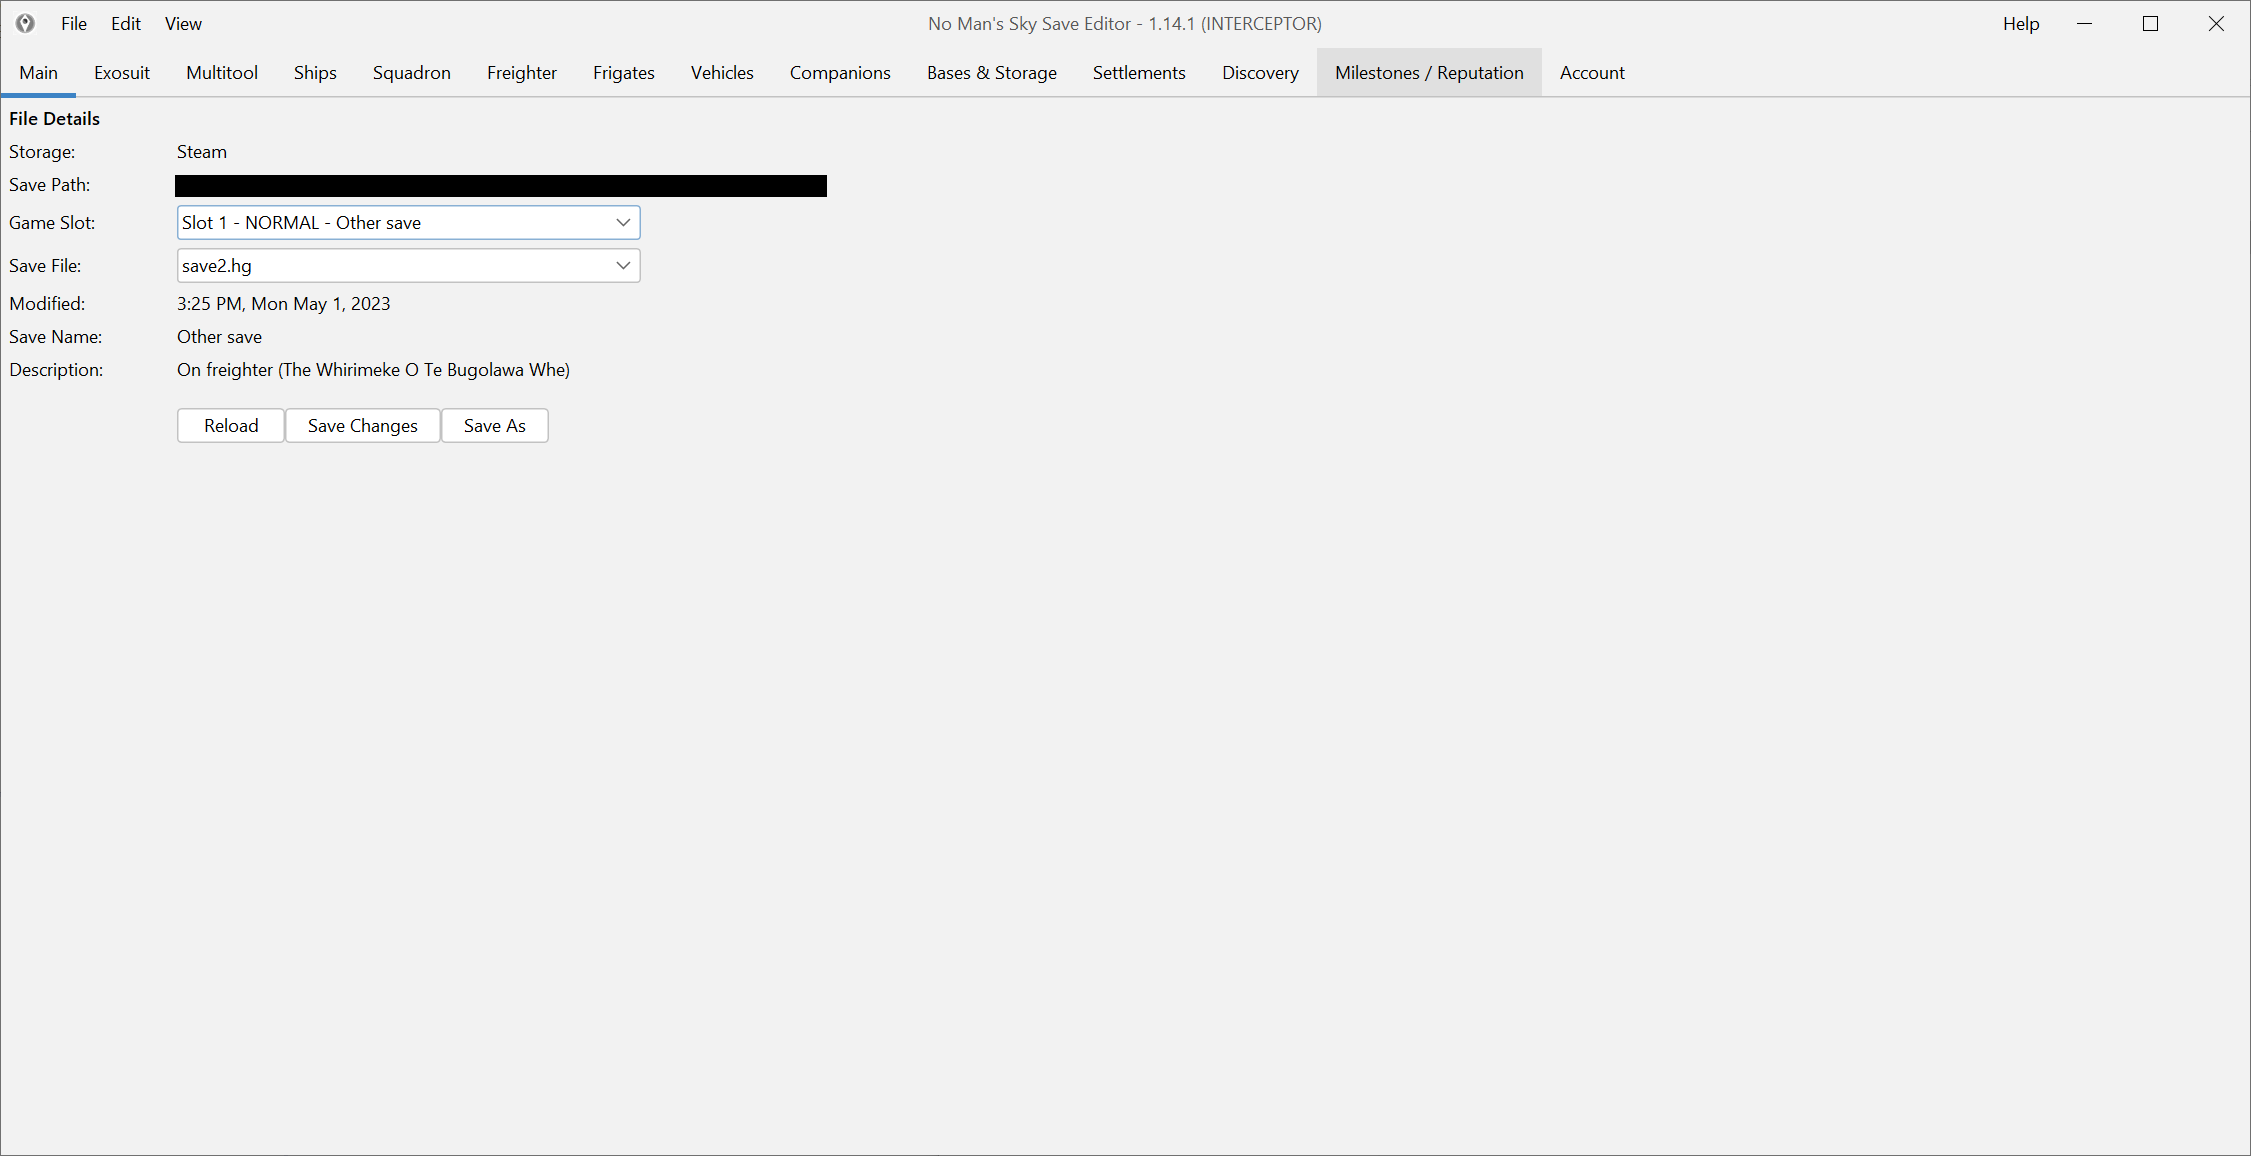 File Edit View No Man's Sky Save Editor - 1.14.1 (INTERCEPTOR) Help
Main Exosuit Multitool Ships Squadron Freighter Frigates Vehicles Companions Bases & Storage Settlements Discovery Milestones / Reputation Account
File Details
Storage: Steam
Save Path:
Game Slot: Slot 1 - NORMAL - Other save
Save File: save2.hg
Modified: 3:25 PM, Mon May 1, 2023
Save Name: Other save
Description: On freighter (The Whirimeke O Te Bugolawa Whe)
Reload Save Changes Save As